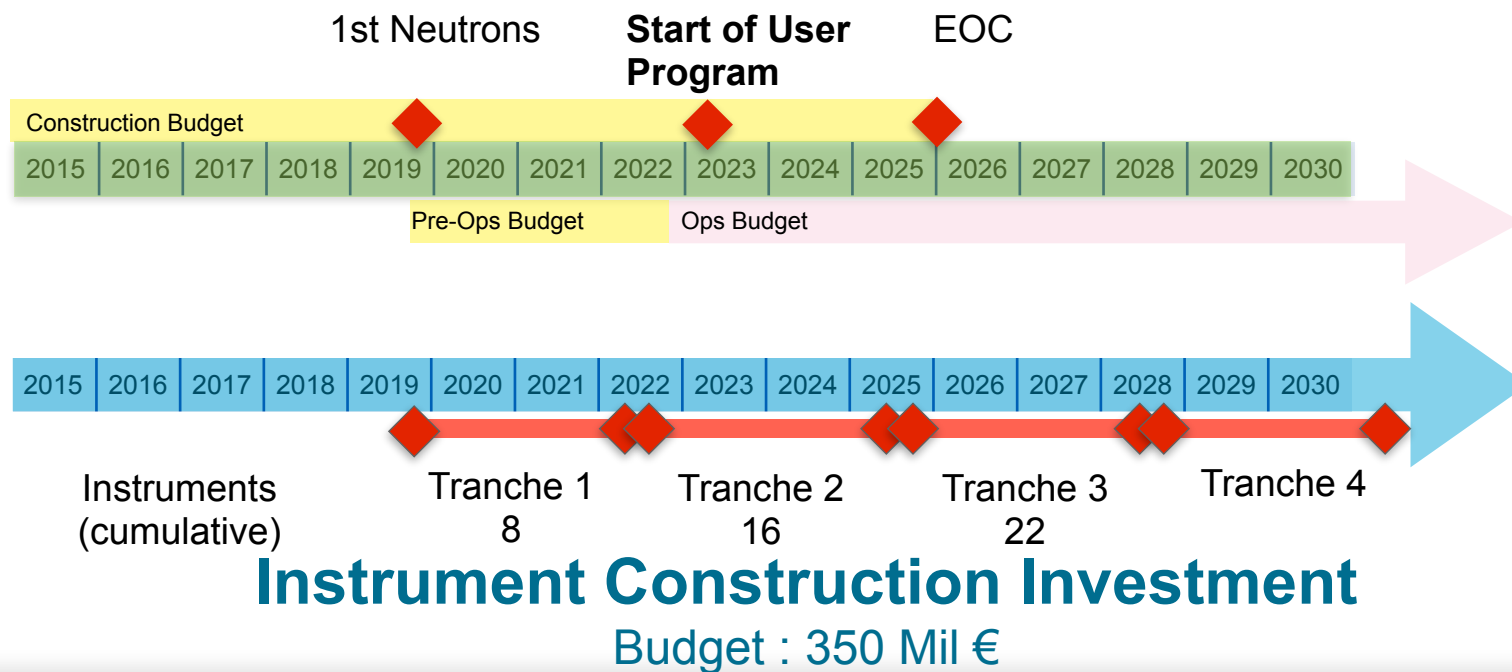 1st Neutrons
Start of User
Program
EOC
Construction Budget
2015 2016 2017 2018 2019 2020 2021 2022 2023 2024 2025 2026 2027 2028 2029 2030
Pre-Ops Budget
Ops Budget
2015 2016 2017 2018 2019 2020 2021 2022 2023 2024 2025 2026 2027 2028 2029 2030
Instruments
(cumulative)
Tranche 1
8
Tranche 2
16
Tranche 3
22
Tranche 4
Instrument Construction Investment
Budget : 350 Mil €